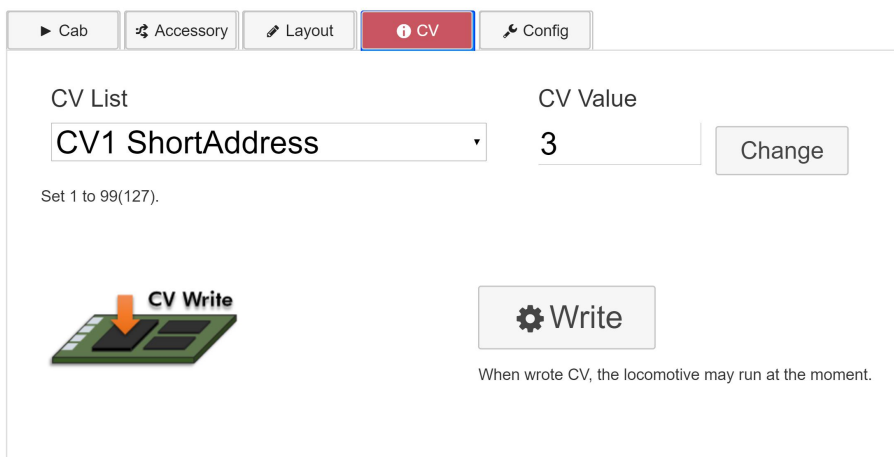 Cab
Accessory
Layout
CV
Config
CV List
CV Value
CV1 ShortAddress
3
Change
Set 1 to 99(127).
CV Write
Write
When wrote CV, the locomotive may run at the moment.